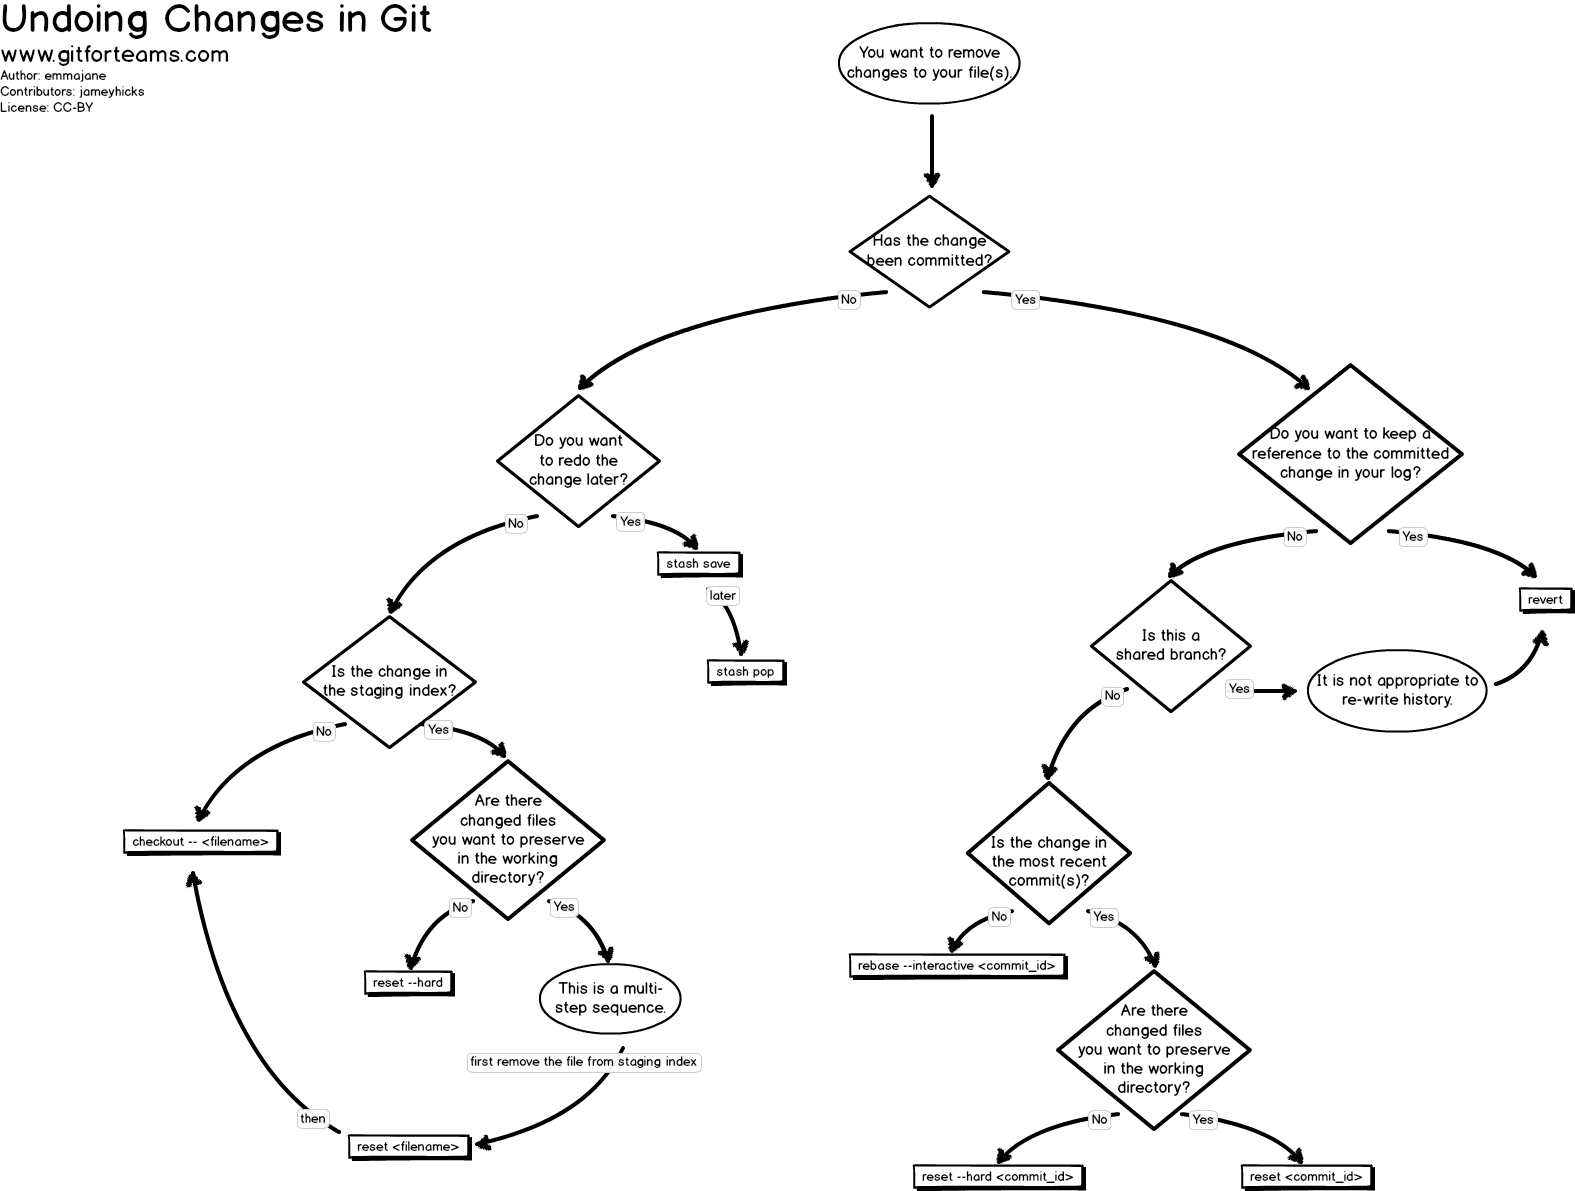 Undoing Changes in Git
www.gitforteams.com
Author: emmajane
Contributors: jameyhicks
License: CC-BY
You want to remove
changes to your file(s).
Has the change
been committed?
No
Yes
Do you want
to redo the
change later?
Do you want to keep a
reference to the committed
change in your log?
No
Yes
No
Yes
stash save
later
stash pop
revert
Is this a
shared branch?
Is the change in
the staging index?
It is not appropriate to
re-write history.
Yes
No
No
Yes
Are there
changed files
you want to preserve
in the working
directory?
checkout -- <filename>
Is the change in
the most recent
commit(s)?
No
Yes
No
Yes
reset --hard
This is a multi-
step sequence.
rebase --interactive <commit_id>
first remove the file from staging index
Are there
changed files
you want to preserve
in the working
directory?
then
reset <filename>
No
Yes
reset --hard <commit_id>
reset <commit_id>